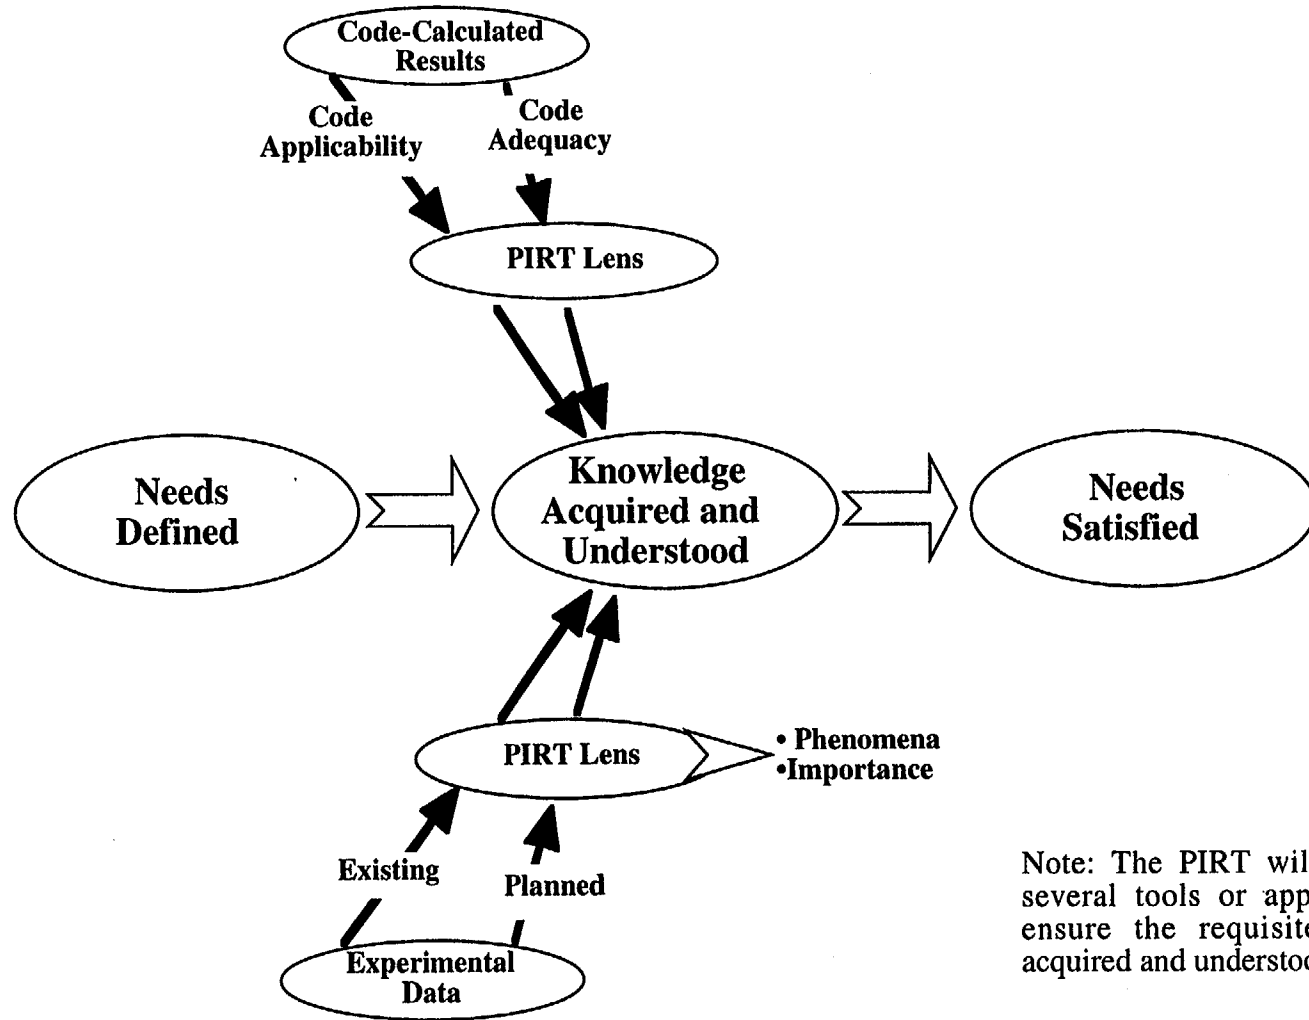 Code-Calculated
Results
Code
Applicability
Code
Adequacy
PIRT Lens
Needs
Defined
Knowledge
Acquired and
Understood
Needs
Satisfied
PIRT Lens
• Phenomena
•Importance
Existing
Planned
Experimental
Data
Note: The PIRT wil
several tools or app
ensure the requisite
acquired and understood